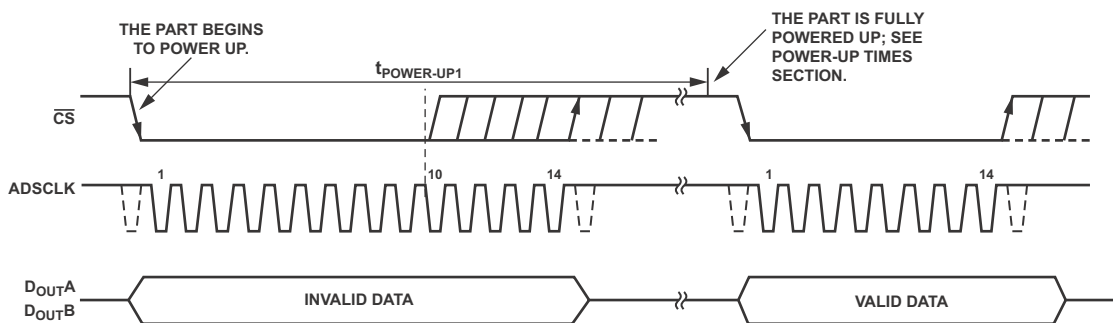 THE PART BEGINS
TO POWER UP.
THE PART IS FULLY
POWERED UP; SEE
POWER-UP TIMES
SECTION.
tPOWER-UP1
CS
ADSCLK
1
10
14
1
14
DOUTA
DOUTB
INVALID DATA
VALID DATA